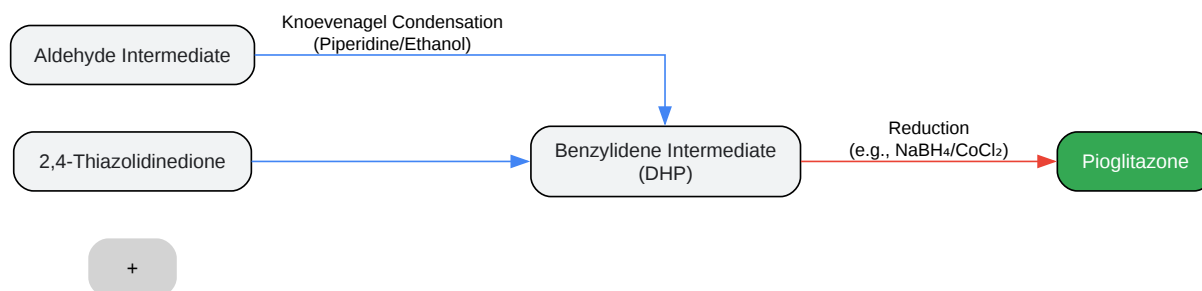 Knoevenagel Condensation
(Piperidine/Ethanol)
Aldehyde Intermediate
Reduction
(e.g., NaBH₄/CoCl₂)
2,4-Thiazolidinedione
Benzylidene Intermediate
(DHP)
Pioglitazone
+